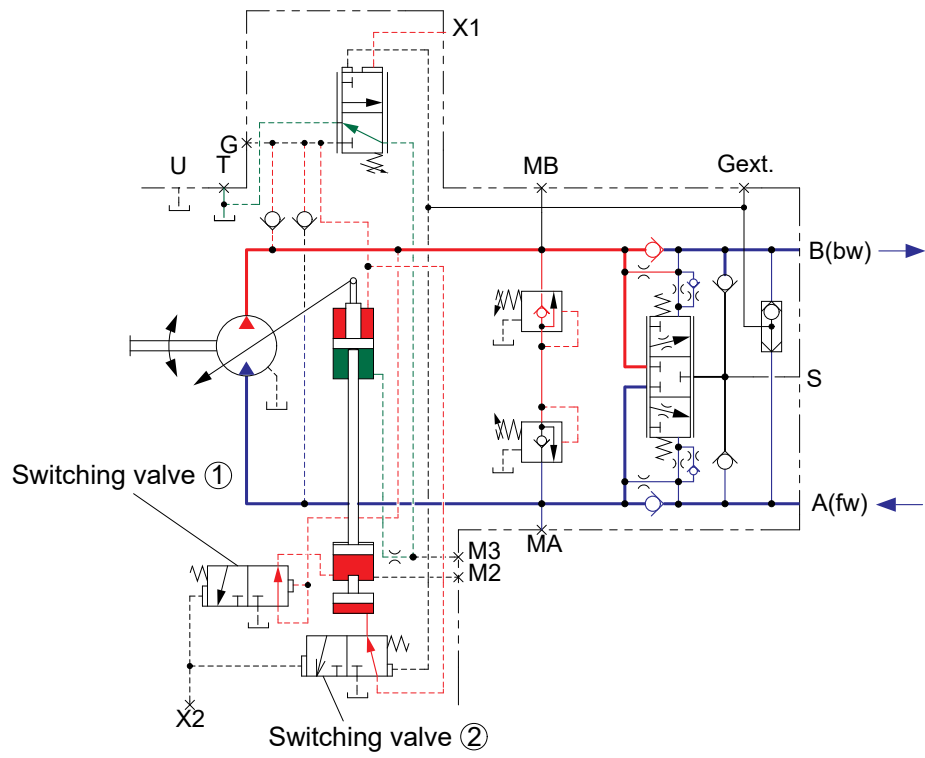 X1
G
U
T
MB
Gext.
B(bw)
S
Switching valve ①
A(fw)
MA
M3
M2
X2
Switching valve ②